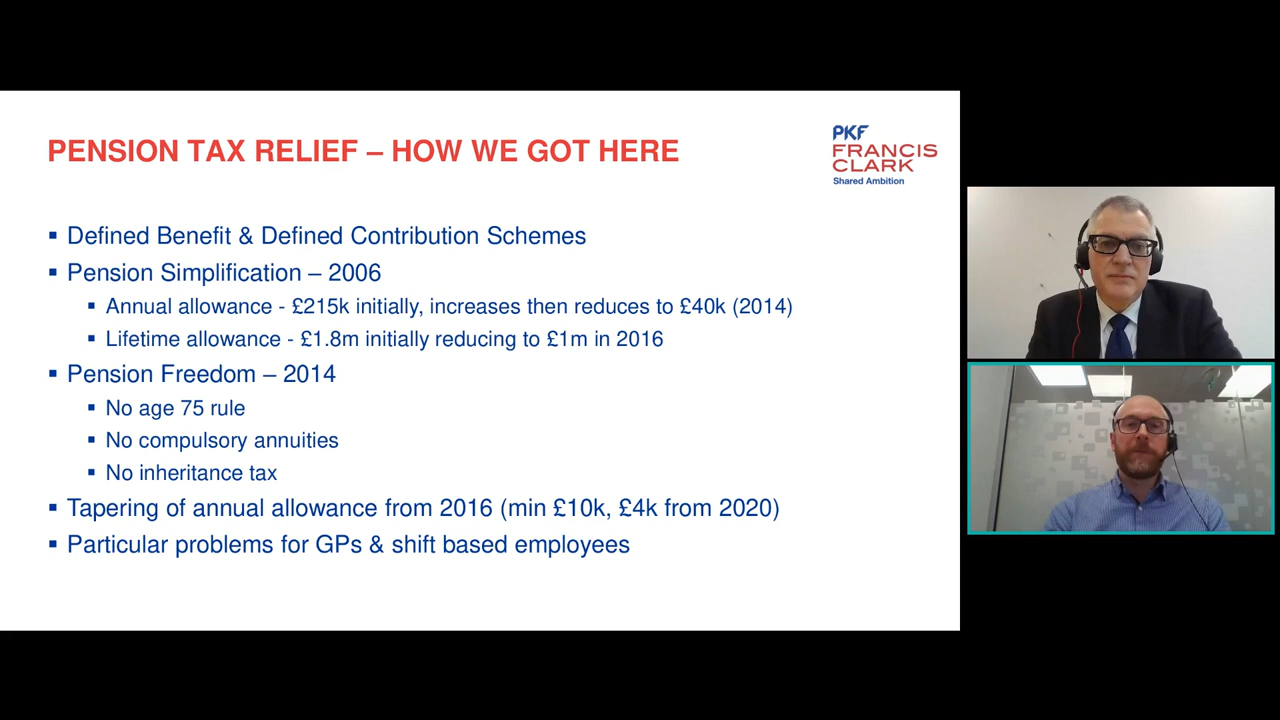 PENSION TAX RELIEF – HOW WE GOT HERE
PKF
FRANCIS
CLARK
Shared Ambition
▪ Defined Benefit & Defined Contribution Schemes
▪ Pension Simplification – 2006
▪ Annual allowance - £215k initially, increases then reduces to £40k (2014)
▪ Lifetime allowance - £1.8m initially reducing to £1m in 2016
▪ Pension Freedom – 2014
▪ No age 75 rule
▪ No compulsory annuities
▪ No inheritance tax
▪ Tapering of annual allowance from 2016 (min £10k, £4k from 2020)
▪ Particular problems for GPs & shift based employees